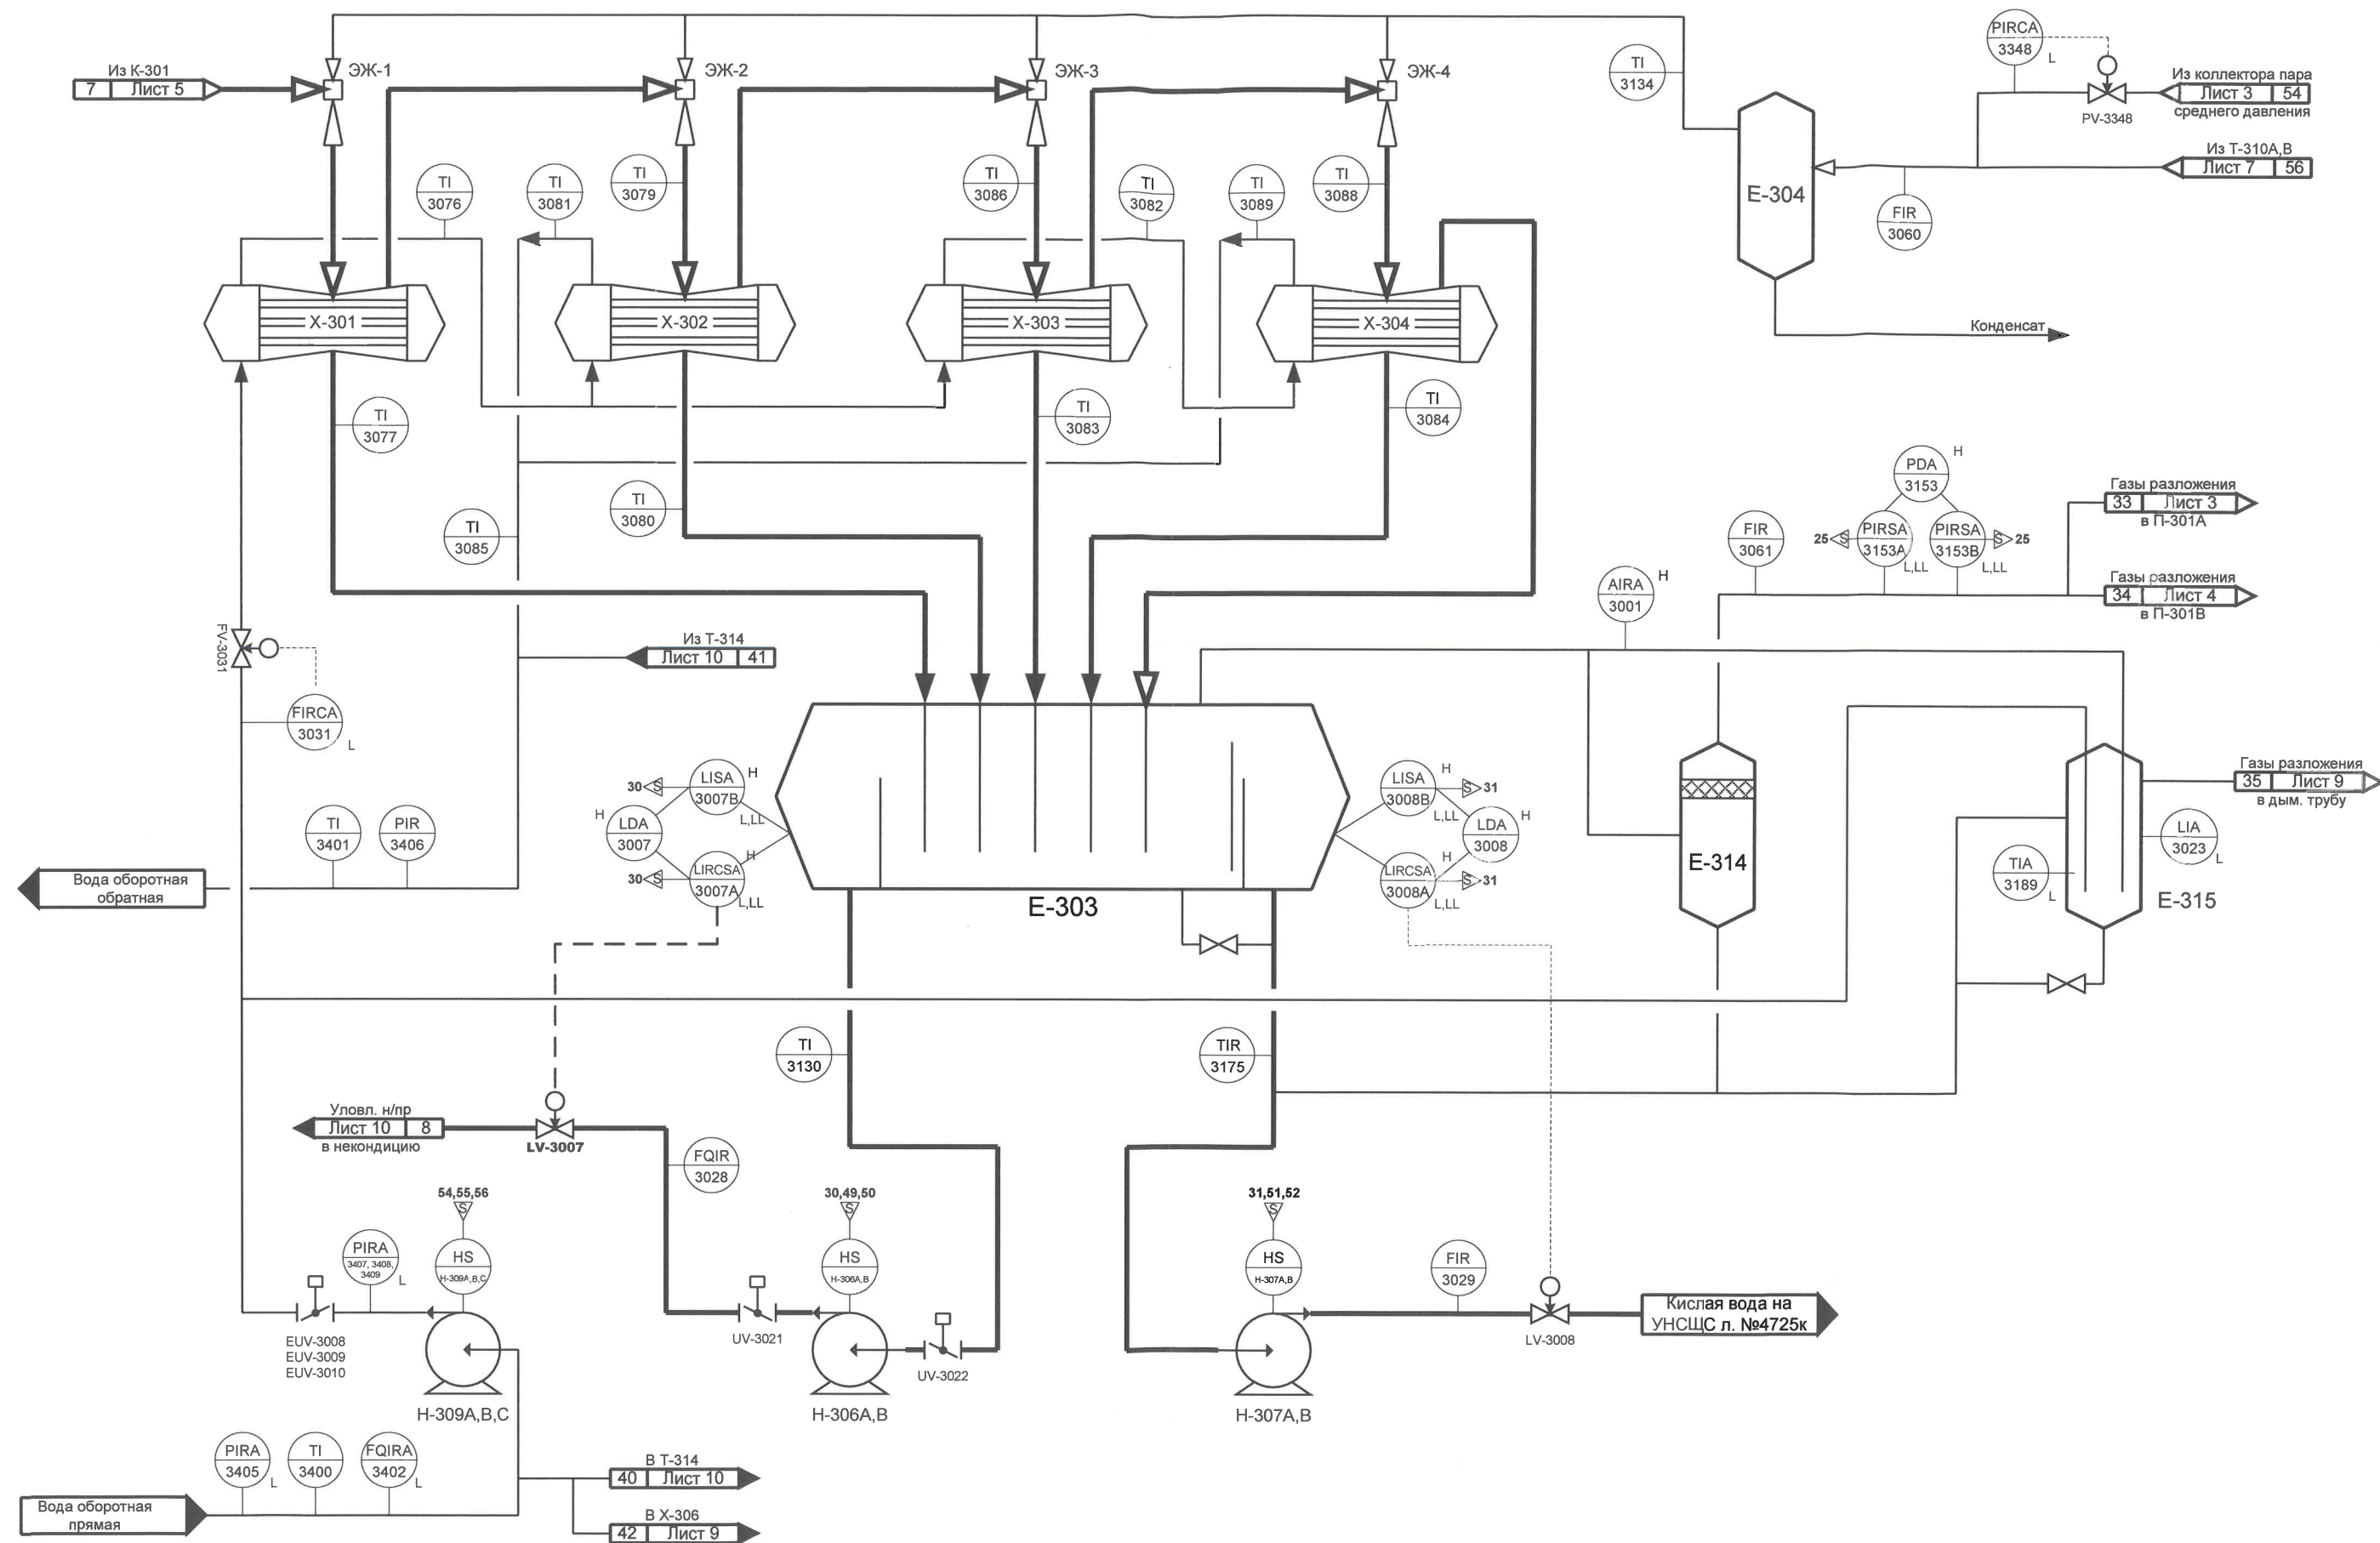 Из К-301
7 Лист 5
ЭЖ-1
ЭЖ-2
ЭЖ-3
ЭЖ-4
TI
3134
PIRCA
3348
L
PV-3348
Из коллектора пара
Лист 3 54
среднего давления
Из Т-310А,В
Лист 7 56
E-304
FIR
3060
Конденсат
TI
3076
TI
3081
TI
3079
TI
3086
TI
3082
TI
3089
TI
3088
X-301
X-302
X-303
X-304
TI
3077
TI
3083
TI
3084
TI
3080
TI
3085
PDA
3153
H
FIR
3061
25 S
PIRSA
3153A
L,LL
PIRSA
3153B
L,LL
S 25
Газы разложения
33 Лист 3
в П-301А
Газы разложения
34 Лист 4
в П-301В
AIRA
3001
H
FV-3031
FIRCA
3031
L
Из Т-314
Лист 10 41
30 S
LISA
3007B
H
L,LL
H
LDA
3007
30 S
LIRCSA
3007A
H
L,LL
LISA
3008B
H
L,LL
S 31
LDA
3008
H
LIRCSA
3008A
H
L,LL
S 31
E-303
E-314
E-315
Газы разложения
35 Лист 9
в дым. трубу
LIA
3023
L
TIA
3189
L
TI
3401
PIR
3406
Вода оборотная
обратная
TI
3130
TIR
3175
Уловл. н/пр
Лист 10 8
в некондицию
LV-3007
FQIR
3028
54,55,56
S
HS
H-309A,B,C
PIRA
3407, 3408,
3409
L
EUV-3008
EUV-3009
EUV-3010
H-309A,B,C
30,49,50
S
HS
H-306A,B
UV-3021
UV-3022
H-306A,B
31,51,52
S
HS
H-307A,B
H-307A,B
FIR
3029
LV-3008
Кислая вода на
УНСЩС л. №4725к
PIRA
3405
L
TI
3400
FQIRA
3402
L
Вода оборотная
прямая
В Т-314
40 Лист 10
В Х-306
42 Лист 9